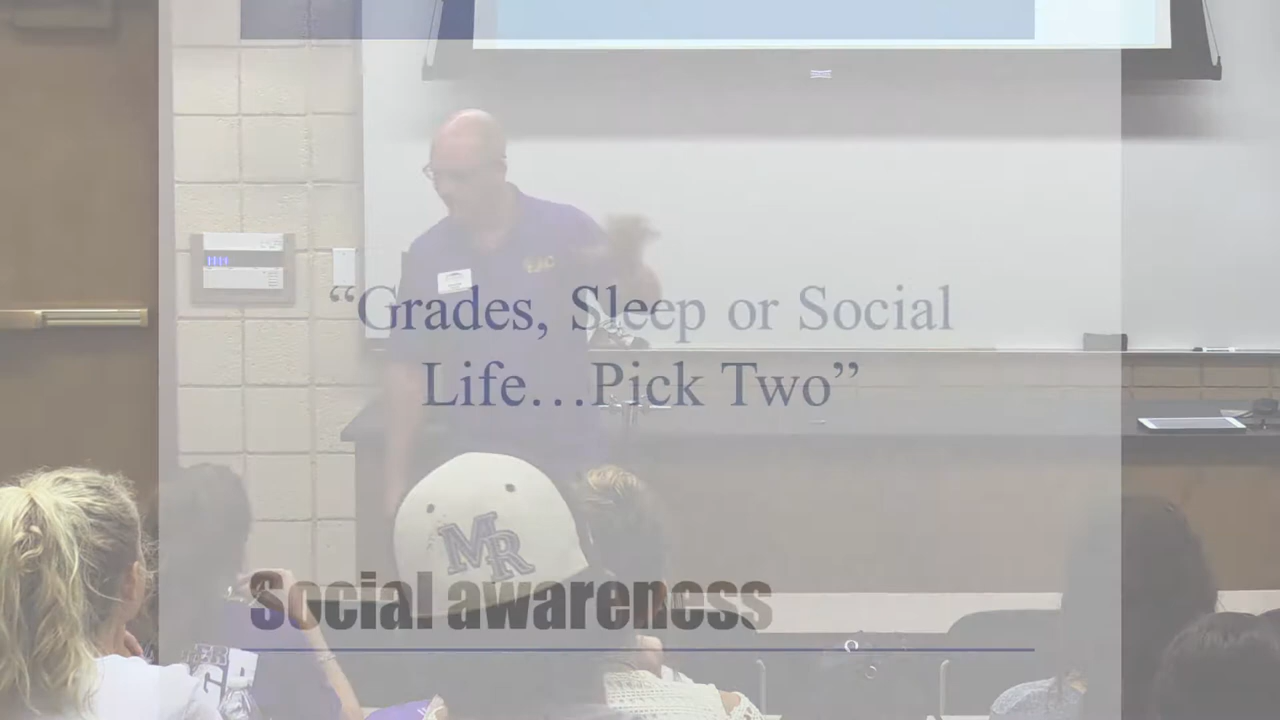 “Grades, Sleep or Social
Life…Pick Two”
MR
Social awareness